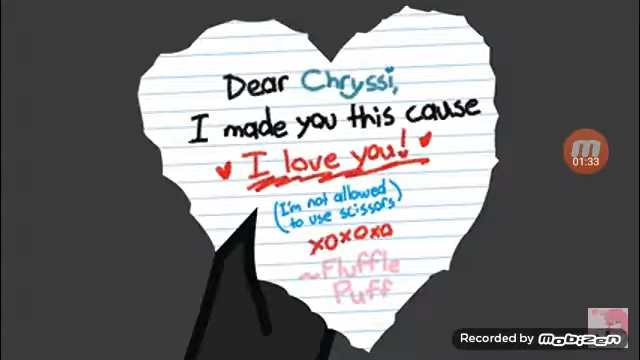 Dear Chryssi,
I made you this cause
I love you!
(I'm not allowed
to use scissors)
xoxoxo
~Fluffle
Puff
01:33
Recorded by MOBIZEN